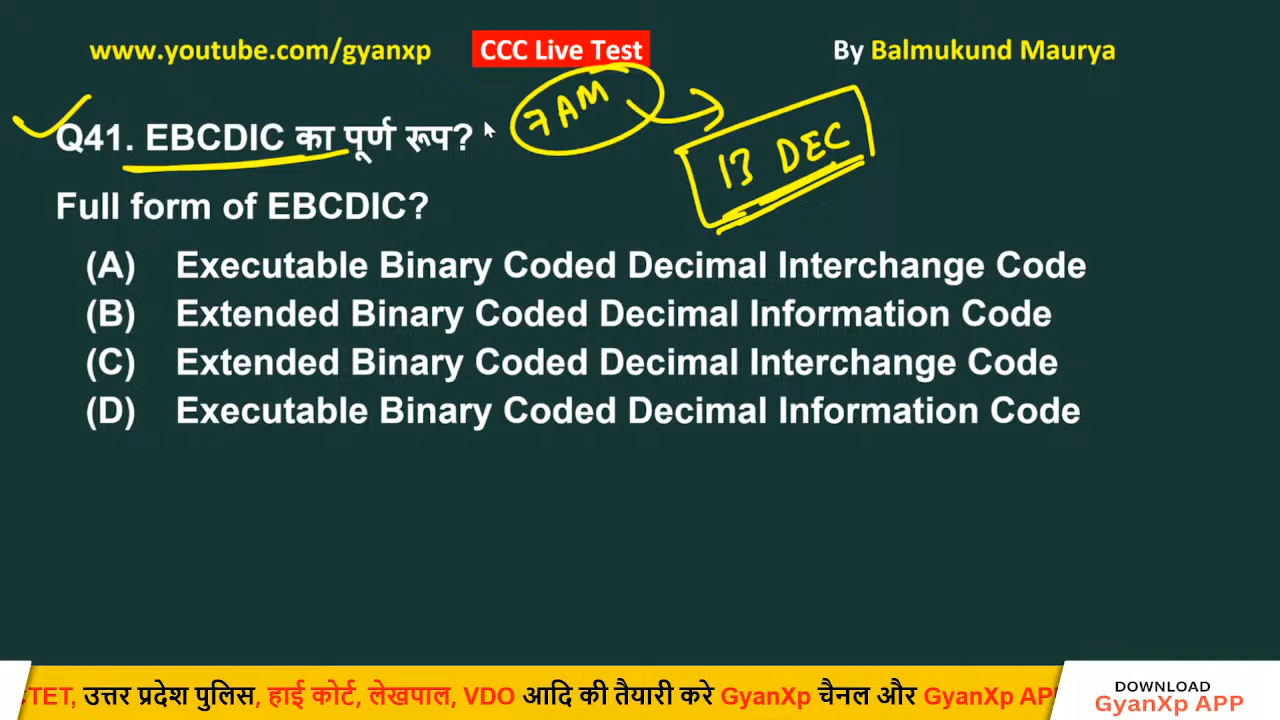 www.youtube.com/gyanxp CCC Live Test By Balmukund Maurya
7 AM
13 DEC
Q41. EBCDIC का पूर्ण रूप?
Full form of EBCDIC?
(A) Executable Binary Coded Decimal Interchange Code
(B) Extended Binary Coded Decimal Information Code
(C) Extended Binary Coded Decimal Interchange Code
(D) Executable Binary Coded Decimal Information Code
TET, उत्तर प्रदेश पुलिस, हाई कोर्ट, लेखपाल, VDO आदि की तैयारी करे GyanXp चैनल और GyanXp AP
DOWNLOAD
GyanXp APP